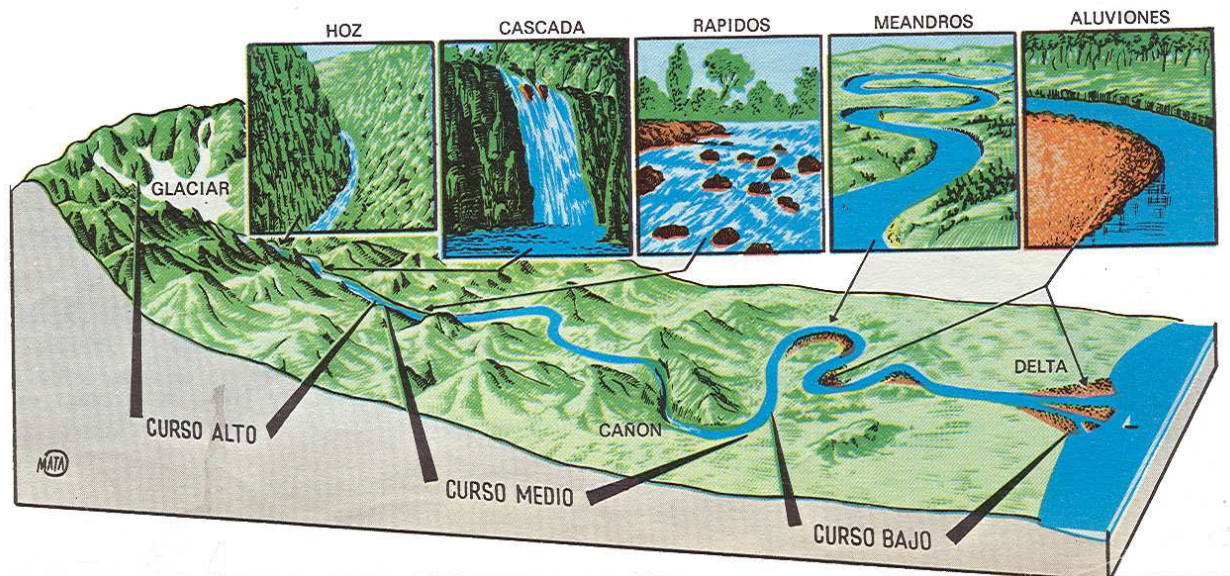 HOZ
CASCADA
RAPIDOS
MEANDROS
ALUVIONES
GLACIAR
DELTA
CURSO ALTO
CAÑON
MATA
CURSO MEDIO
CURSO BAJO